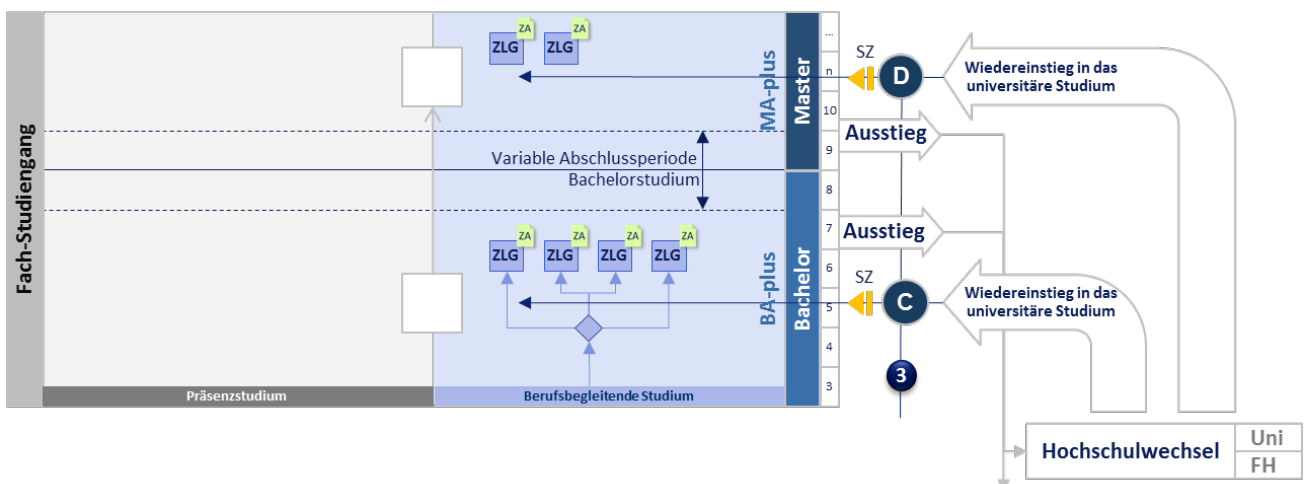 Fach-Studiengang
ZA
ZA
ZLG
ZLG
MA-plus
Master
...
n
10
9
8
7
6
5
4
3
SZ
D
Wiedereinstieg in das
universitäre Studium
Ausstieg
Variable Abschlussperiode
Bachelorstudium
Ausstieg
ZA
ZA
ZA
ZA
ZLG
ZLG
ZLG
ZLG
BA-plus
Bachelor
SZ
C
Wiedereinstieg in das
universitäre Studium
3
Präsenzstudium
Berufsbegleitende Studium
Hochschulwechsel
Uni
FH